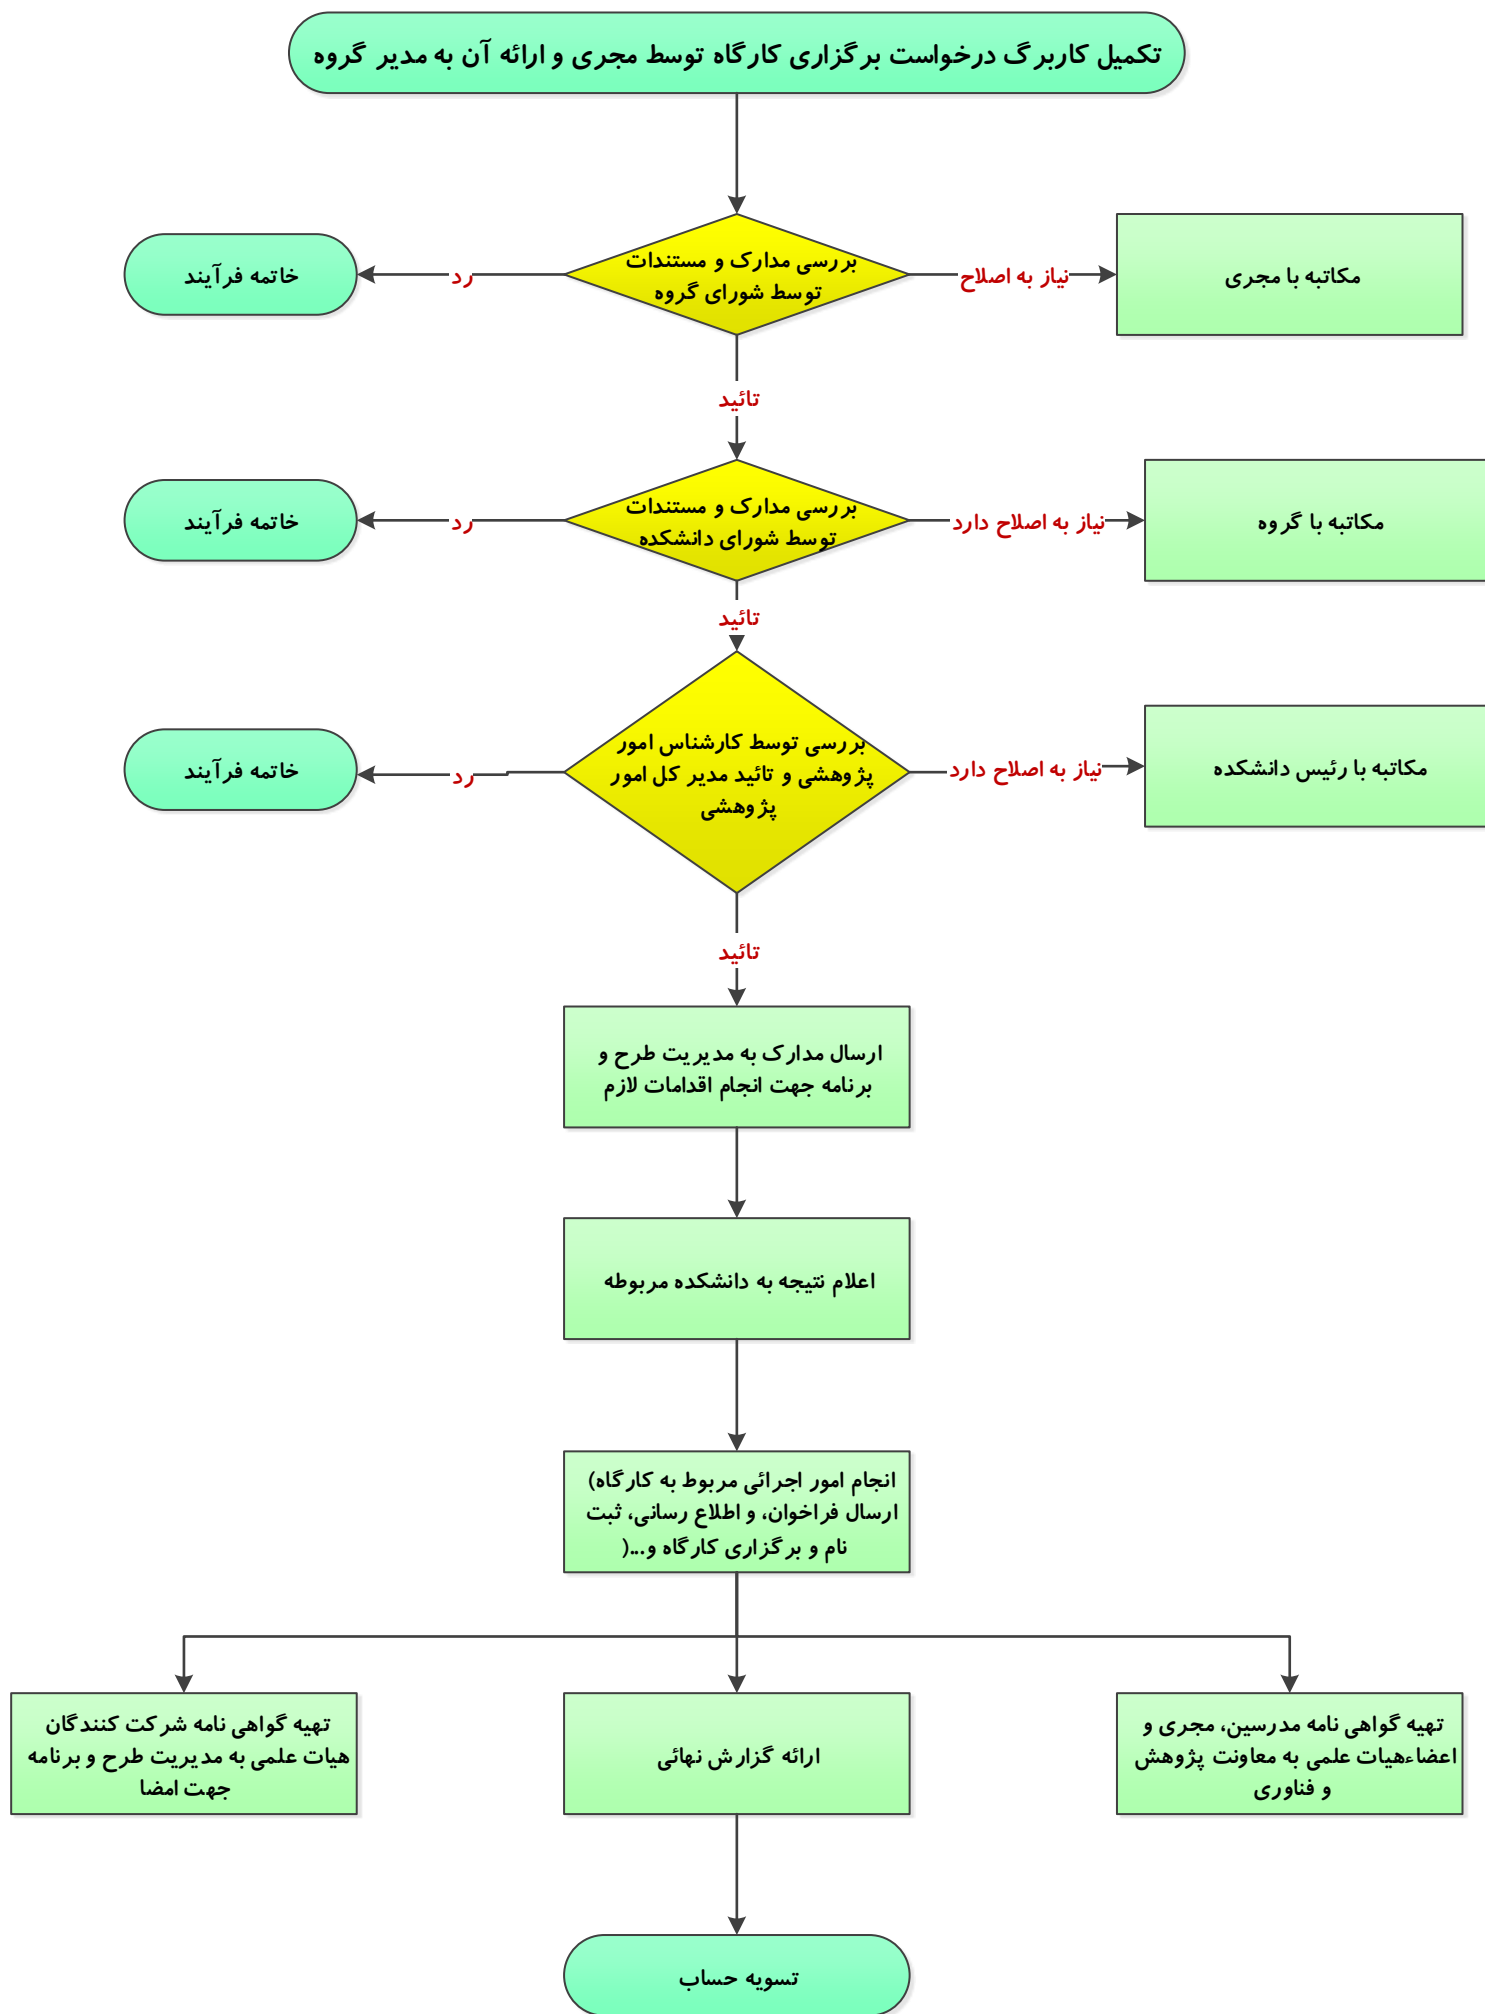 تکمیل کاربرگ درخواست برگزاری کارگاه توسط مجری و ارائه آن به مدیر گروه
بررسی مدارک و مستندات
توسط شورای گروه
نیاز به اصلاح
مکاتبه با مجری
رد
خاتمه فرآیند
تائید
بررسی مدارک و مستندات
توسط شورای دانشکده
نیاز به اصلاح دارد
مکاتبه با گروه
رد
خاتمه فرآیند
تائید
بررسی توسط کارشناس امور
پژوهشی و تائید مدیر کل امور
پژوهشی
نیاز به اصلاح دارد
مکاتبه با رئیس دانشکده
رد
خاتمه فرآیند
تائید
ارسال مدارک به مدیریت طرح و
برنامه جهت انجام اقدامات لازم
اعلام نتیجه به دانشکده مربوطه
انجام امور اجرائی مربوط به کارگاه(
ارسال فراخوان، و اطلاع رسانی، ثبت
نام و برگزاری کارگاه و...)
تهیه گواهی نامه مدرسین، مجری و
اعضاءهیات علمی به معاونت پژوهش
و فناوری
ارائه گزارش نهائی
تهیه گواهی نامه شرکت کنندگان
هیات علمی به مدیریت طرح و برنامه
جهت امضا
تسویه حساب